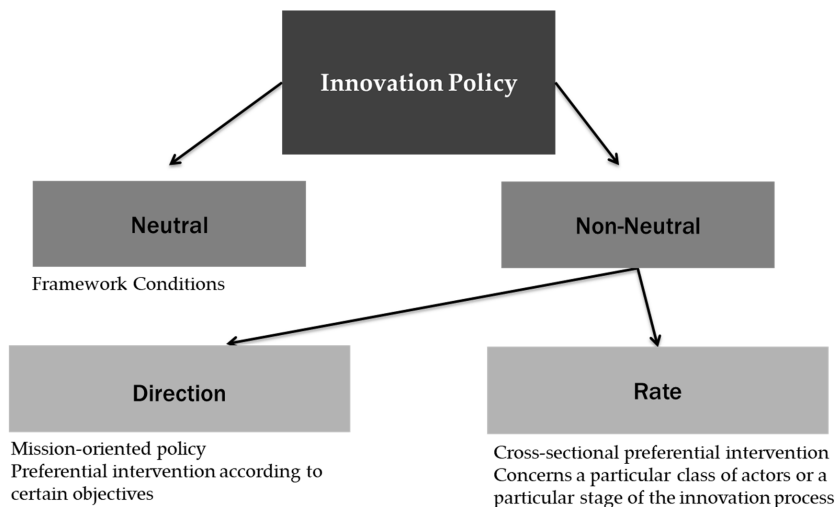 Innovation Policy
Neutral
Non-Neutral
Framework Conditions
Direction
Rate
Mission-oriented policy
Preferential intervention according to
certain objectives
Cross-sectional preferential intervention
Concerns a particular class of actors or a
particular stage of the innovation process